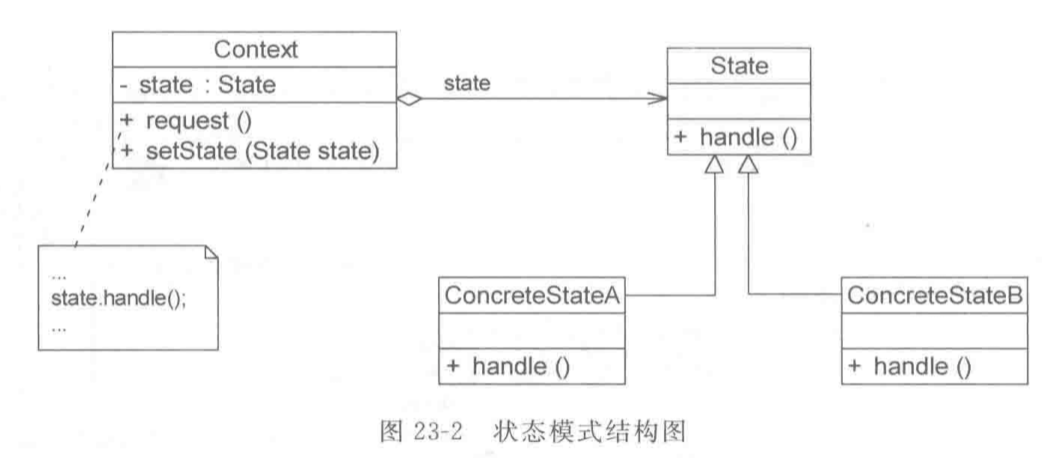 Context
- state : State
+ request ()
+ setState (State state)
state
State
+ handle ()
...
state.handle();
...
ConcreteStateA
+ handle ()
ConcreteStateB
+ handle ()
图 23-2 状态模式结构图